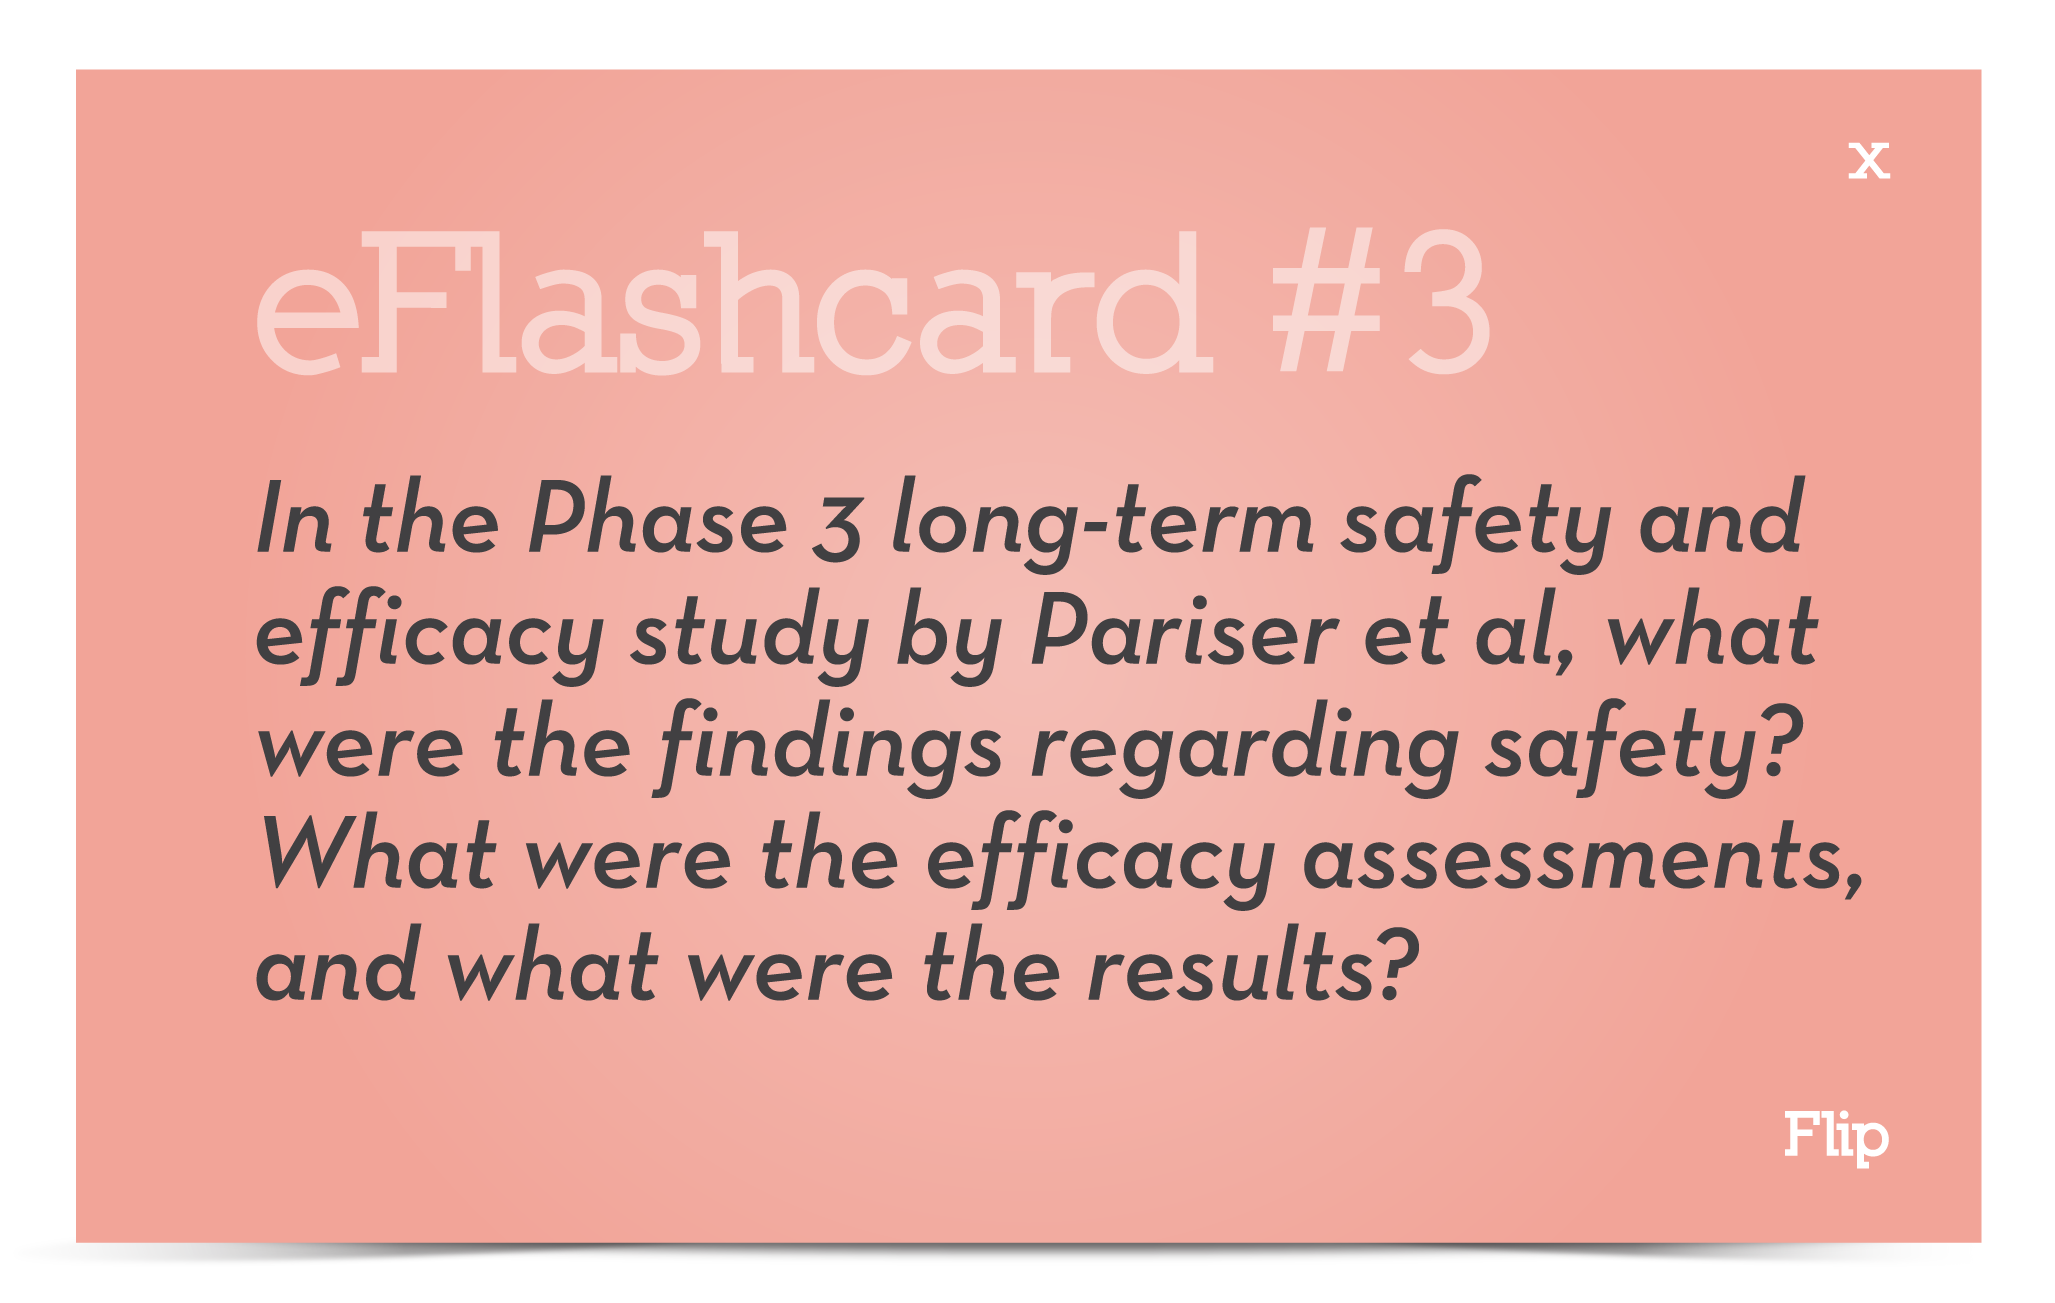 x
eFlashcard #3
In the Phase 3 long-term safety and
efficacy study by Pariser et al, what
were the findings regarding safety?
What were the efficacy assessments,
and what were the results?
Flip